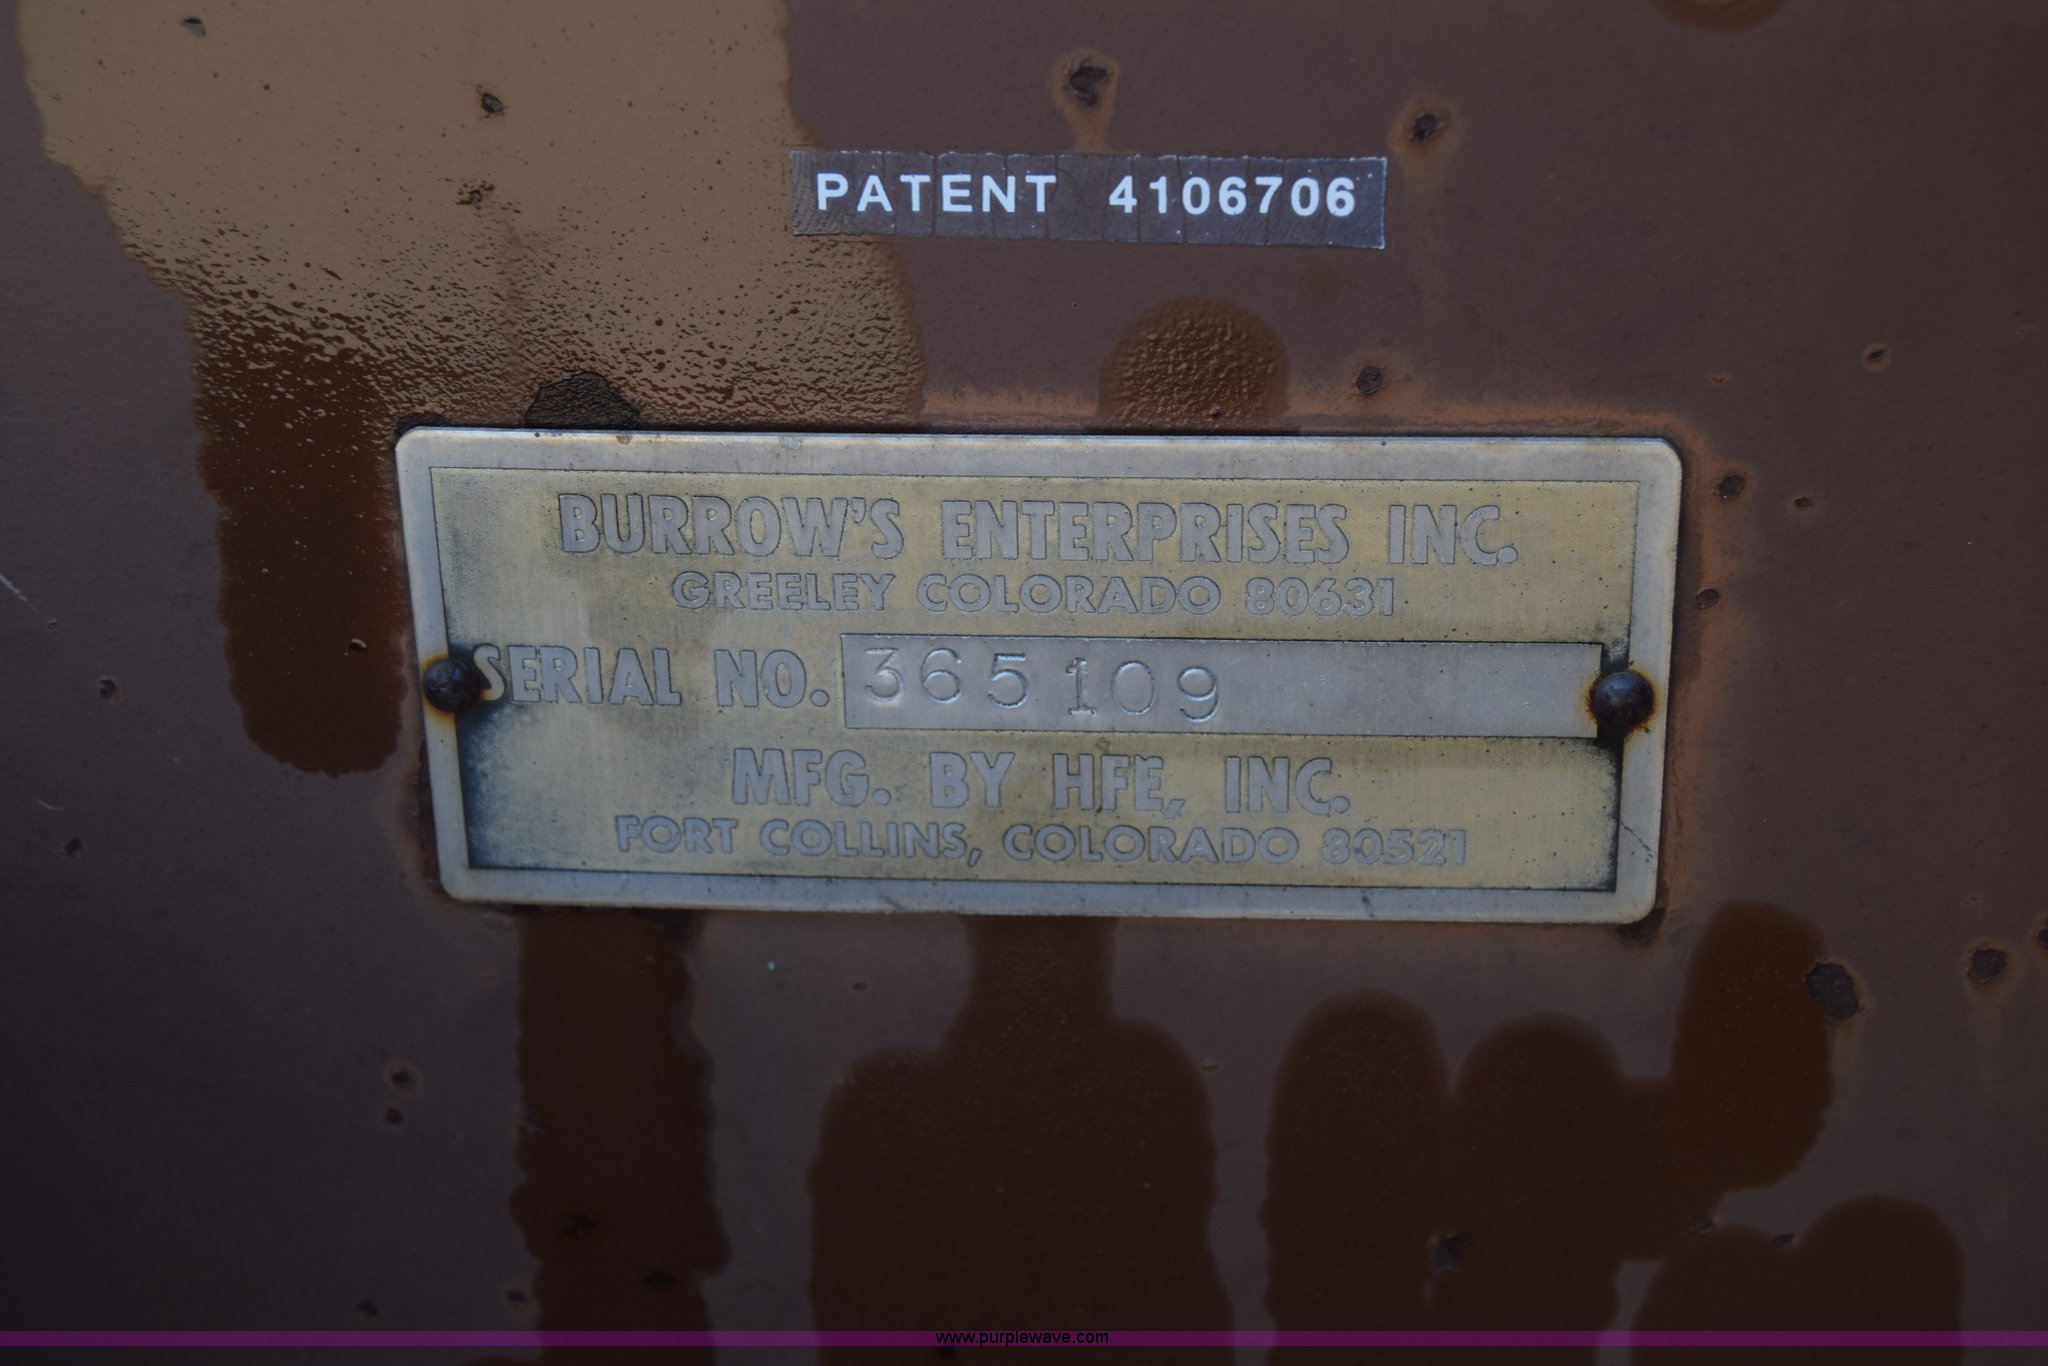 PATENT 4106706
BURROW'S ENTERPRISES INC.
GREELEY COLORADO 80631
SERIAL NO. 365109
MFG. BY HFE, INC.
FORT COLLINS, COLORADO 80521
www.purplewave.com